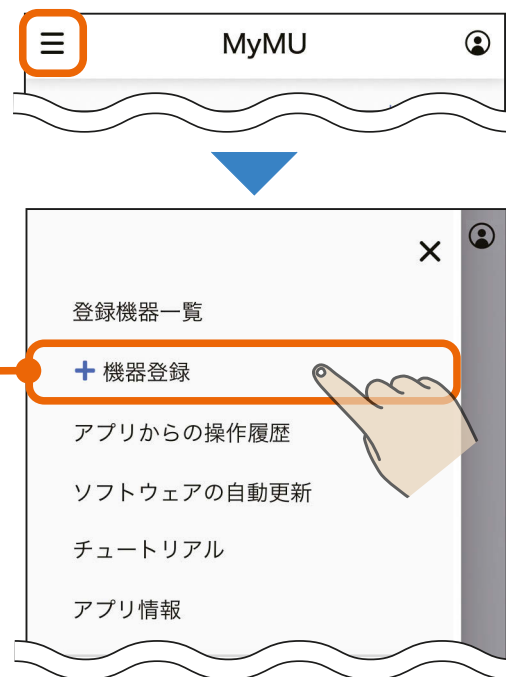 MyMU
登録機器一覧
+ 機器登録
アプリからの操作履歴
ソフトウェアの自動更新
チュートリアル
アプリ情報